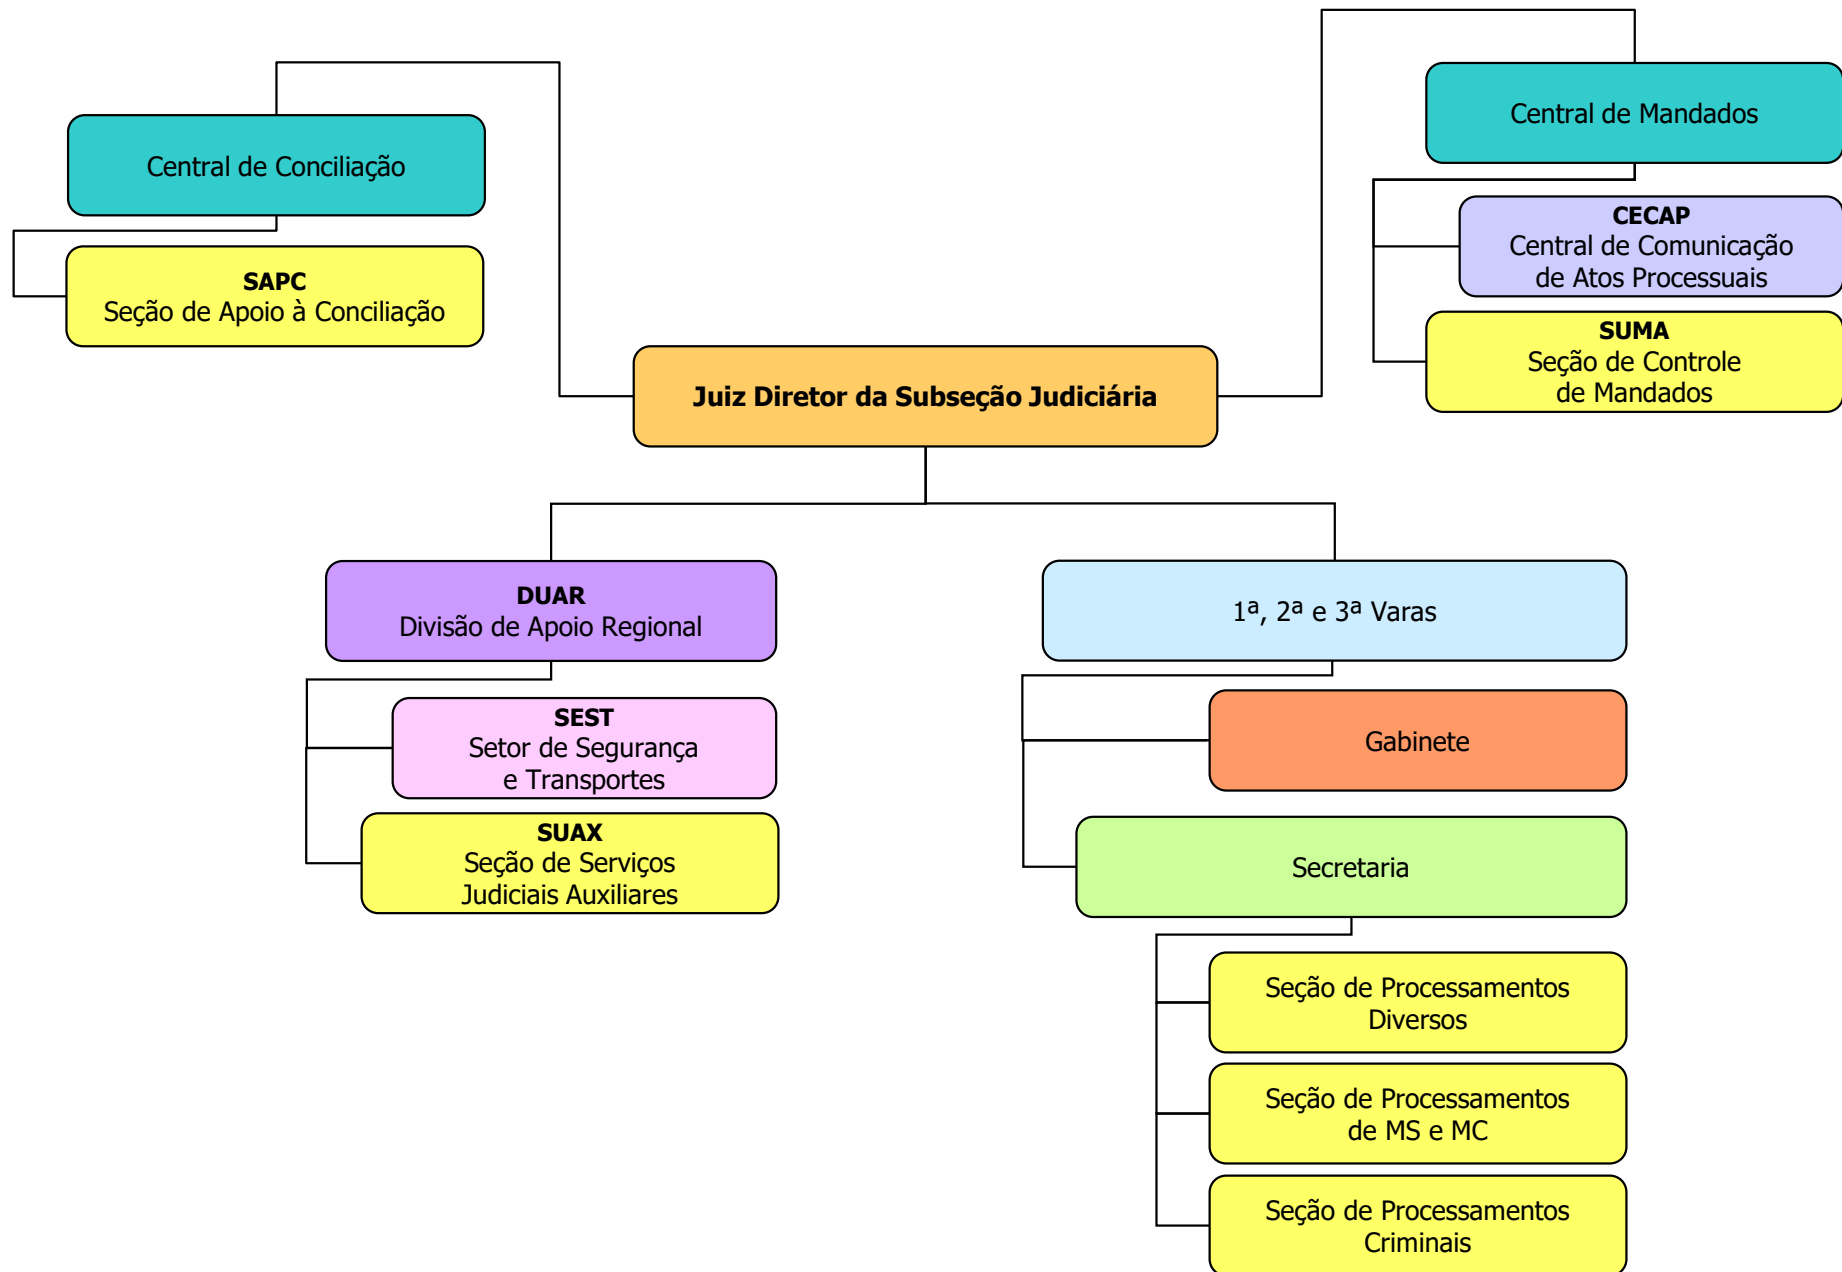 Central de Mandados
Central de Conciliação
CECAP
Central de Comunicação
de Atos Processuais
SAPC
Seção de Apoio à Conciliação
SUMA
Seção de Controle
de Mandados
Juiz Diretor da Subseção Judiciária
DUAR
Divisão de Apoio Regional
1ª, 2ª e 3ª Varas
SEST
Setor de Segurança
e Transportes
Gabinete
SUAX
Seção de Serviços
Judiciais Auxiliares
Secretaria
Seção de Processamentos
Diversos
Seção de Processamentos
de MS e MC
Seção de Processamentos
Criminais